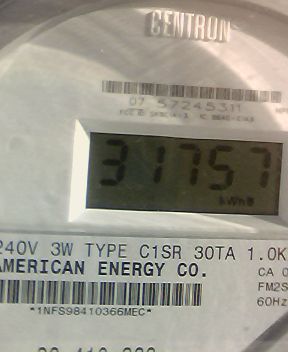 CENTRON
07 57245311
31757
kWh
240V 3W TYPE C1SR 30TA 1.0K
AMERICAN ENERGY CO.
CA 0
FM2S
60Hz
*1NFS98410366MEC*